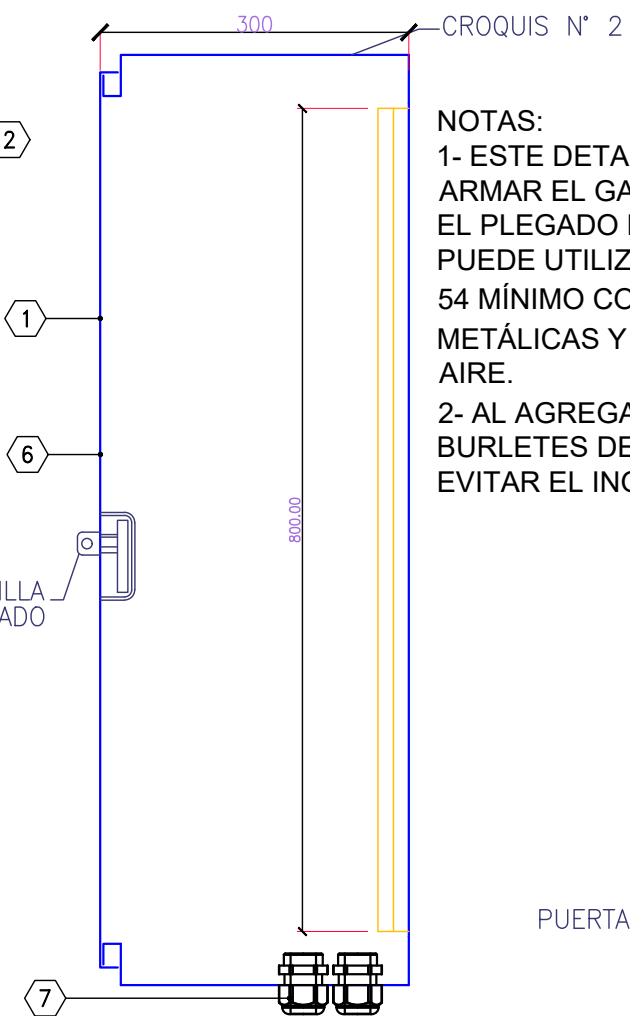 300
CROQUIS N° 2
2
NOTAS:
1- ESTE DETA
ARMAR EL GA
EL PLEGADO
PUEDE UTILIZ
54 MÍNIMO CO
METÁLICAS Y
AIRE.
2- AL AGREGA
BURLETES DE
EVITAR EL ING
1
6
800.00
ILLA
ADO
PUERTA
7